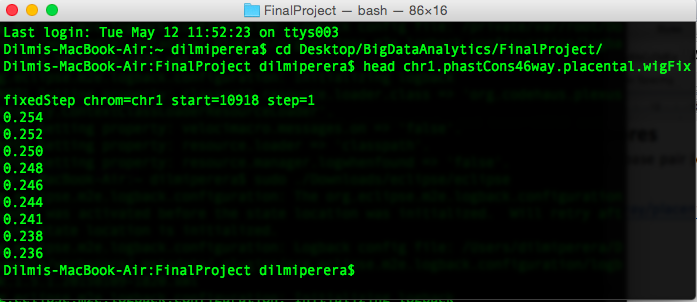 FinalProject — bash — 86×16
Last login: Tue May 12 11:52:23 on ttys003
Dilmis-MacBook-Air:~ dilmiperera$ cd Desktop/BigDataAnalytics/FinalProject/
Dilmis-MacBook-Air:FinalProject dilmiperera$ head chr1.phastCons46way.placental.wigFix
fixedStep chrom=chr1 start=10918 step=1
0.254
0.252
0.250
0.248
0.246
0.244
0.241
0.238
0.236
Dilmis-MacBook-Air:FinalProject dilmiperera$